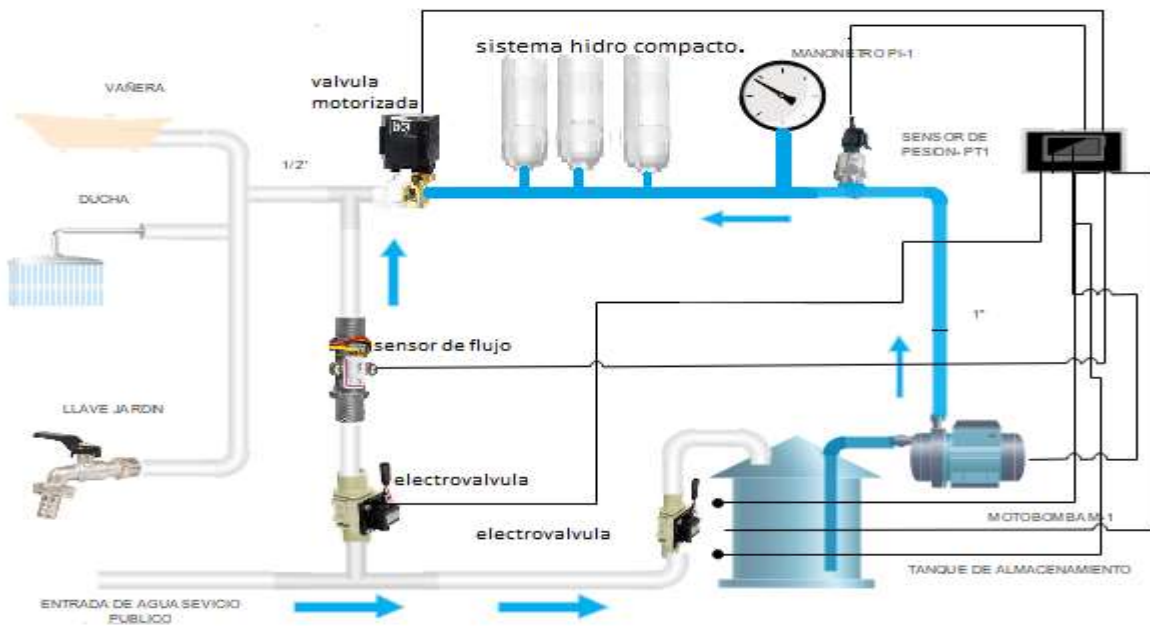 sistema hidro compacto.
MANONETRO PI-1
valvula
motorizada
VAÑERA
SENSOR DE
PESION- PT1
1/2"
DUCHA
1"
sensor de flujo
LLAVE JARDIN
electrovalvula
electrovalvula
MOTOBOMBA M-1
TANQUE DE ALMACENAMIENTO
ENTRADA DE AGUA SEVICIO
PUBLICO